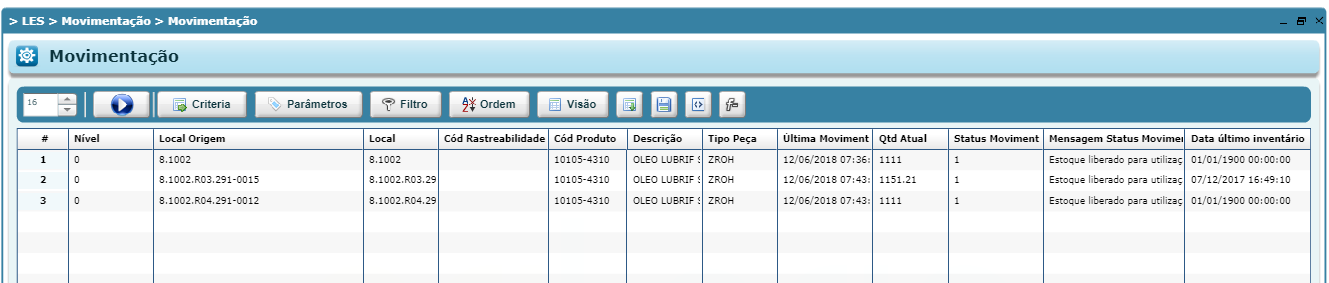 > LES > Movimentação > Movimentação
Movimentação
16 Criteria Parâmetros Filtro Ordem Visão
# Nível Local Origem Local Cód Rastreabilidade Cód Produto Descrição Tipo Peça Última Moviment Qtd Atual Status Moviment Mensagem Status Movimer Data último inventário
1 0 8.1002 8.1002 10105-4310 OLEO LUBRIF S ZROH 12/06/2018 07:36: 1111 1 Estoque liberado para utilizaç 01/01/1900 00:00:00
2 0 8.1002.R03.291-0015 8.1002.R03.29 10105-4310 OLEO LUBRIF S ZROH 12/06/2018 07:43: 1151.21 1 Estoque liberado para utilizaç 07/12/2017 16:49:10
3 0 8.1002.R04.291-0012 8.1002.R04.29 10105-4310 OLEO LUBRIF S ZROH 12/06/2018 07:43: 1111 1 Estoque liberado para utilizaç 01/01/1900 00:00:00